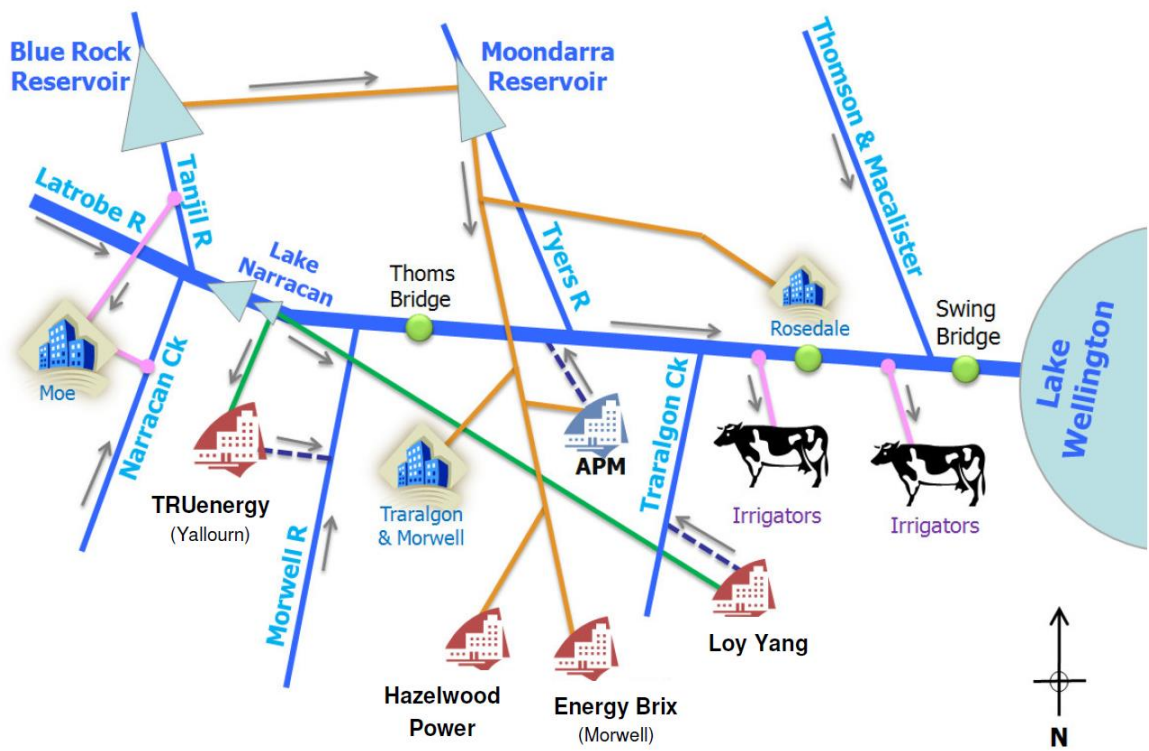 Blue Rock
Reservoir
Moondarra
Reservoir
Thomson & Macalister
Tanjil R
Latrobe R
Lake
Narracan
Thoms
Bridge
Tyers R
Rosedale
Swing
Bridge
Lake
Wellington
Moe
Narracan Ck
TRUenergy
(Yallourn)
Morwell R
Traralgon
& Morwell
APM
Traralgon Ck
Irrigators
Irrigators
Loy Yang
Hazelwood
Power
Energy Brix
(Morwell)
N